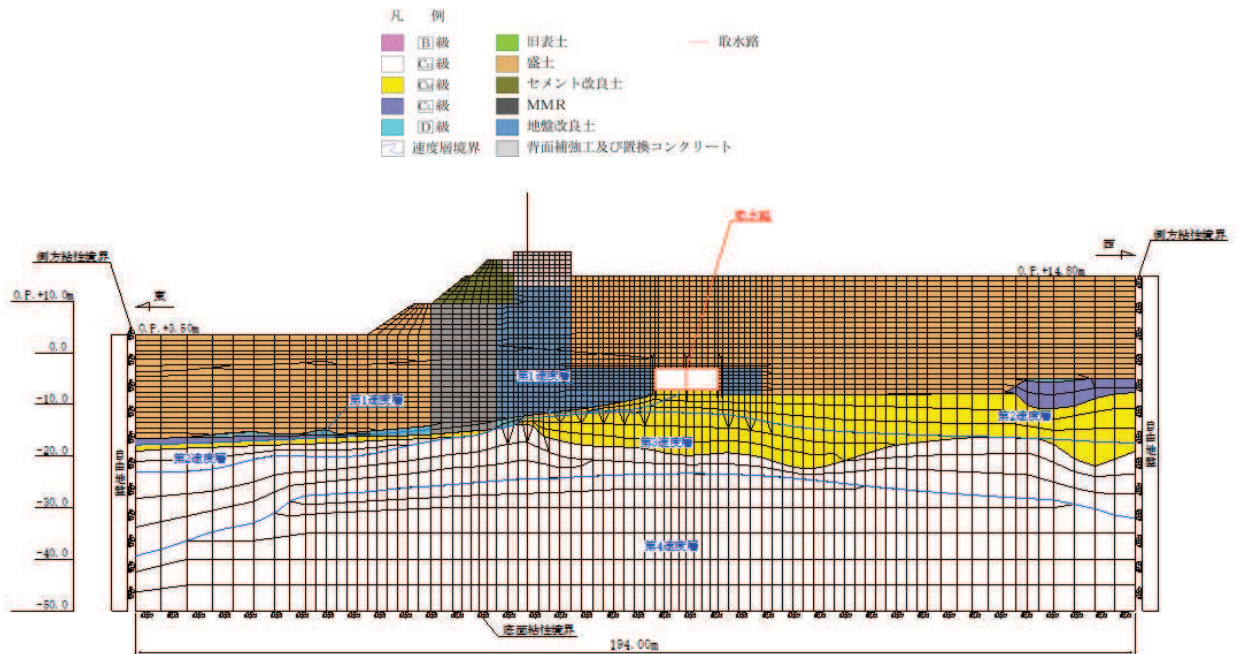 凡 例
B級 旧表土 取水路
CH級 盛土
CM級 セメント改良土
CL級 MMR
D級 地盤改良土
速度層境界 背面補強工及び置換コンクリート
取水路
側方粘性境界 西 側方粘性境界
O.P.+14.80m
O.P.+10.0m 東
O.P.+3.50m
0.0
第1速度層
-10.0
第1速度層 第2速度層
第3速度層
-20.0 第2速度層
自由地盤 自由地盤
-30.0
-40.0 第4速度層
-50.0
底面粘性境界
194.00m